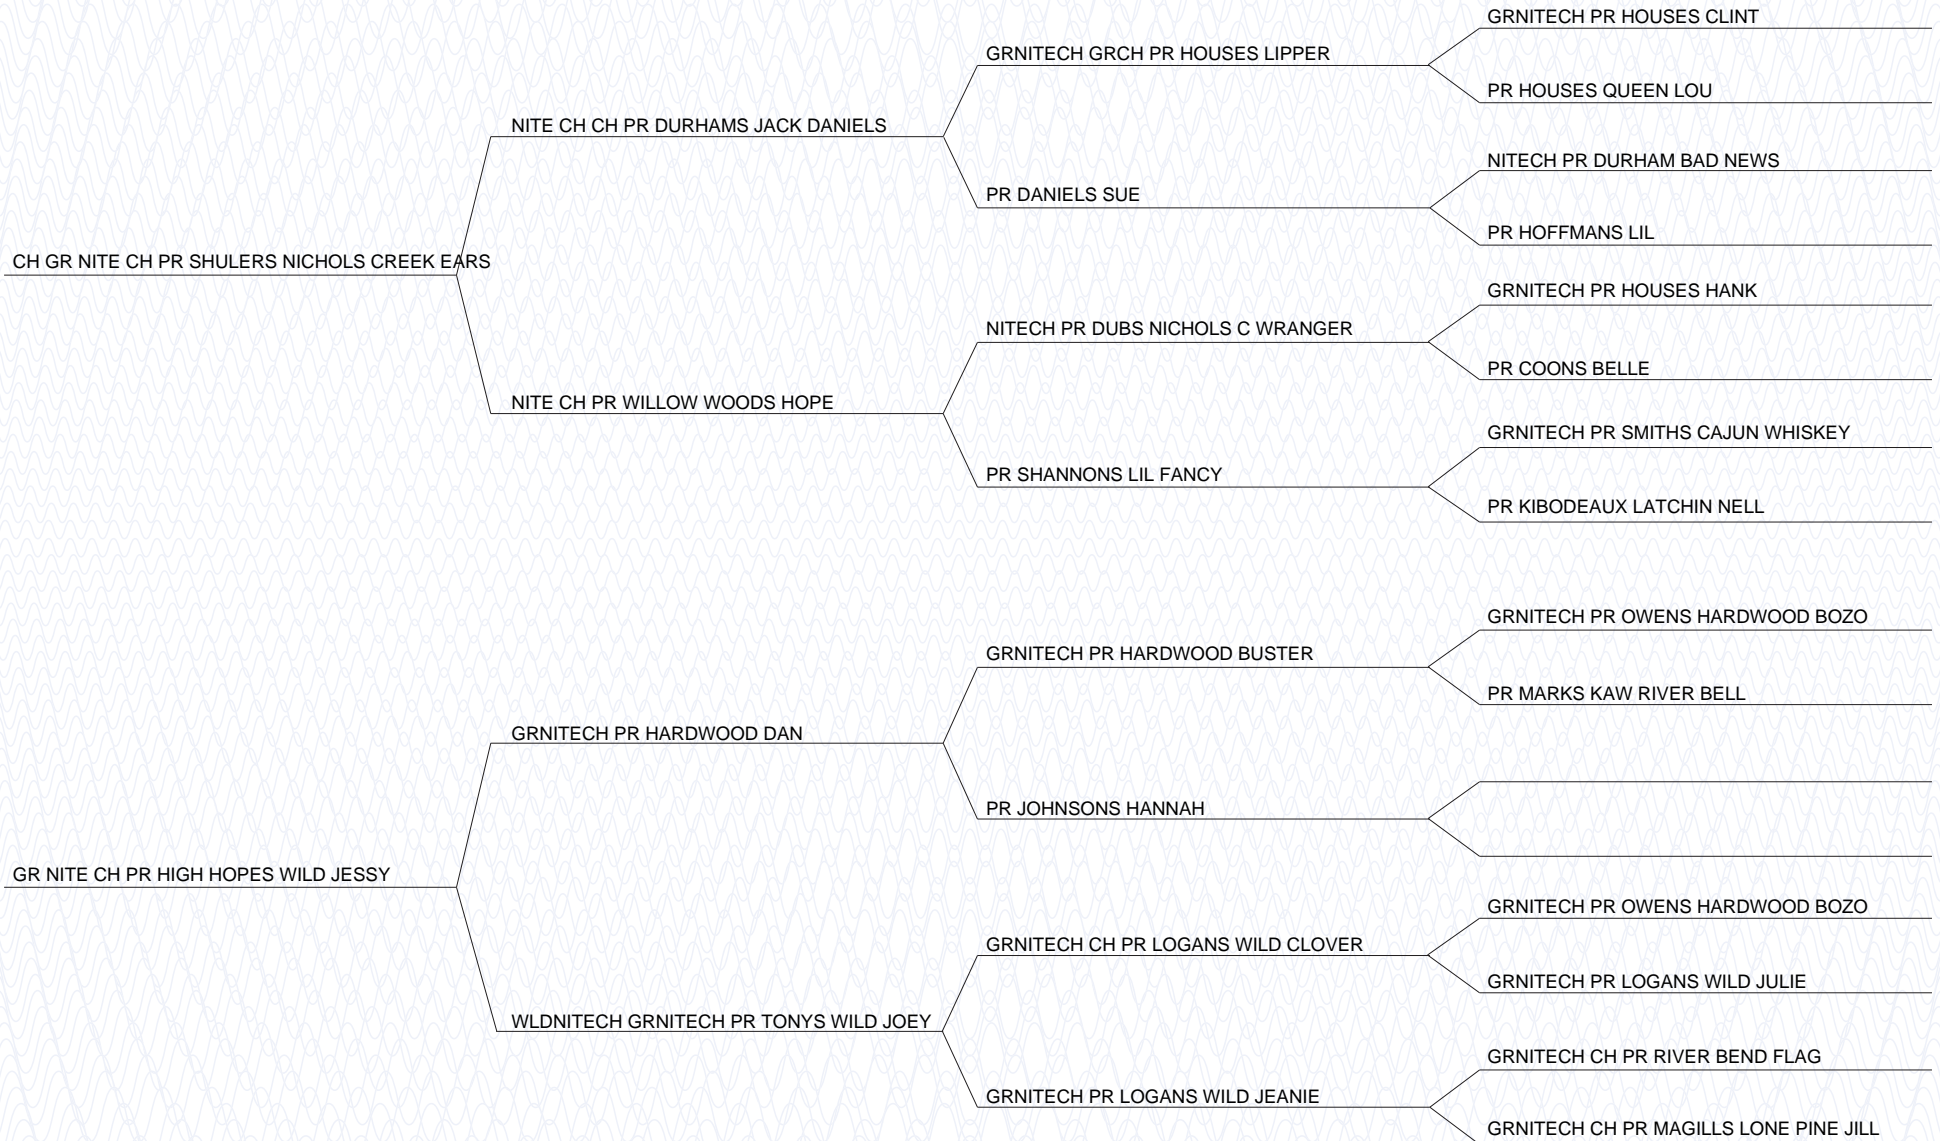 GRNITECH PR HOUSES CLINT
GRNITECH GRCH PR HOUSES LIPPER
PR HOUSES QUEEN LOU
NITE CH CH PR DURHAMS JACK DANIELS
NITECH PR DURHAM BAD NEWS
PR DANIELS SUE
PR HOFFMANS LIL
CH GR NITE CH PR SHULERS NICHOLS CREEK EARS
GRNITECH PR HOUSES HANK
NITECH PR DUBS NICHOLS C WRANGER
PR COONS BELLE
NITE CH PR WILLOW WOODS HOPE
GRNITECH PR SMITHS CAJUN WHISKEY
PR SHANNONS LIL FANCY
PR KIBODEAUX LATCHIN NELL
GRNITECH PR OWENS HARDWOOD BOZO
GRNITECH PR HARDWOOD BUSTER
PR MARKS KAW RIVER BELL
GRNITECH PR HARDWOOD DAN
PR JOHNSONS HANNAH
GR NITE CH PR HIGH HOPES WILD JESSY
GRNITECH PR OWENS HARDWOOD BOZO
GRNITECH CH PR LOGANS WILD CLOVER
GRNITECH PR LOGANS WILD JULIE
WLDNITECH GRNITECH PR TONYS WILD JOEY
GRNITECH CH PR RIVER BEND FLAG
GRNITECH PR LOGANS WILD JEANIE
GRNITECH CH PR MAGILLS LONE PINE JILL